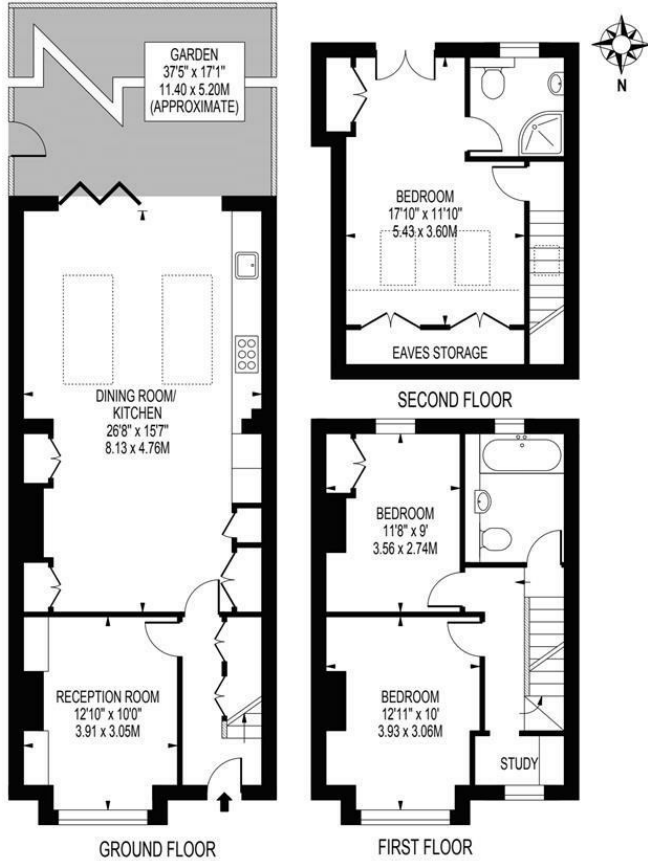 GARDEN
37'5" x 17'1"
11.40 x 5.20M
(APPROXIMATE)
N
BEDROOM
17'10" x 11'10"
5.43 x 3.60M
EAVES STORAGE
SECOND FLOOR
DINING ROOM/
KITCHEN
26'8" x 15'7"
8.13 x 4.76M
BEDROOM
11'8" x 9'
3.56 x 2.74M
RECEPTION ROOM
12'10" x 10'0"
3.91 x 3.05M
BEDROOM
12'11" x 10'
3.93 x 3.06M
STUDY
GROUND FLOOR
FIRST FLOOR